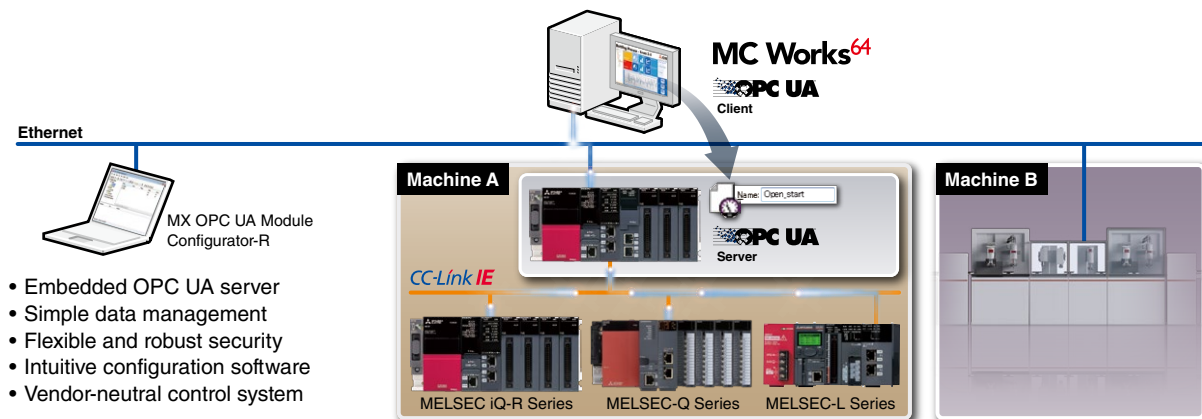 MC Works64
OPC UA
Client
Ethernet
MX OPC UA Module
Configurator-R
• Embedded OPC UA server
• Simple data management
• Flexible and robust security
• Intuitive configuration software
• Vendor-neutral control system
Machine A
Name: Open_start
OPC UA
Server
CC-Link IE
MELSEC iQ-R Series
MELSEC-Q Series
MELSEC-L Series
Machine B